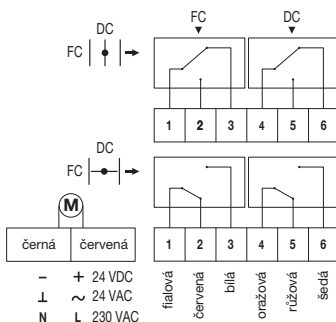 FC DC
DC
FC
1 2 3 4 5 6
DC
FC
M
černá červená
1 2 3 4 5 6
– + 24 VDC
⊥ ~ 24 VAC
N L 230 VAC
fialová
červená
bílá
oražová
růžová
šedá